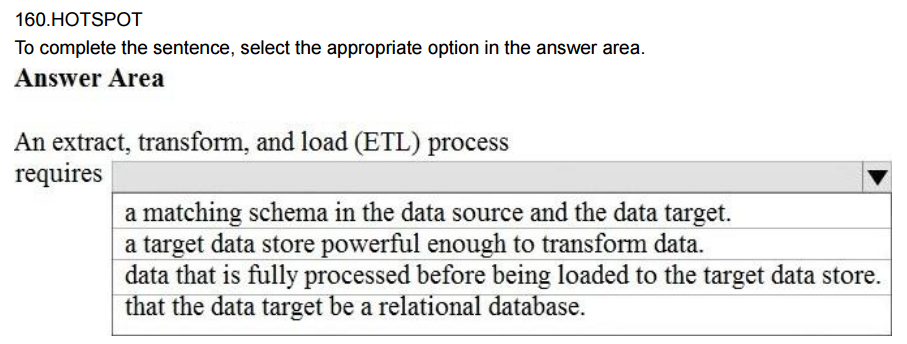 160.HOTSPOT
To complete the sentence, select the appropriate option in the answer area.
Answer Area
An extract, transform, and load (ETL) process
requires
a matching schema in the data source and the data target.
a target data store powerful enough to transform data.
data that is fully processed before being loaded to the target data store.
that the data target be a relational database.